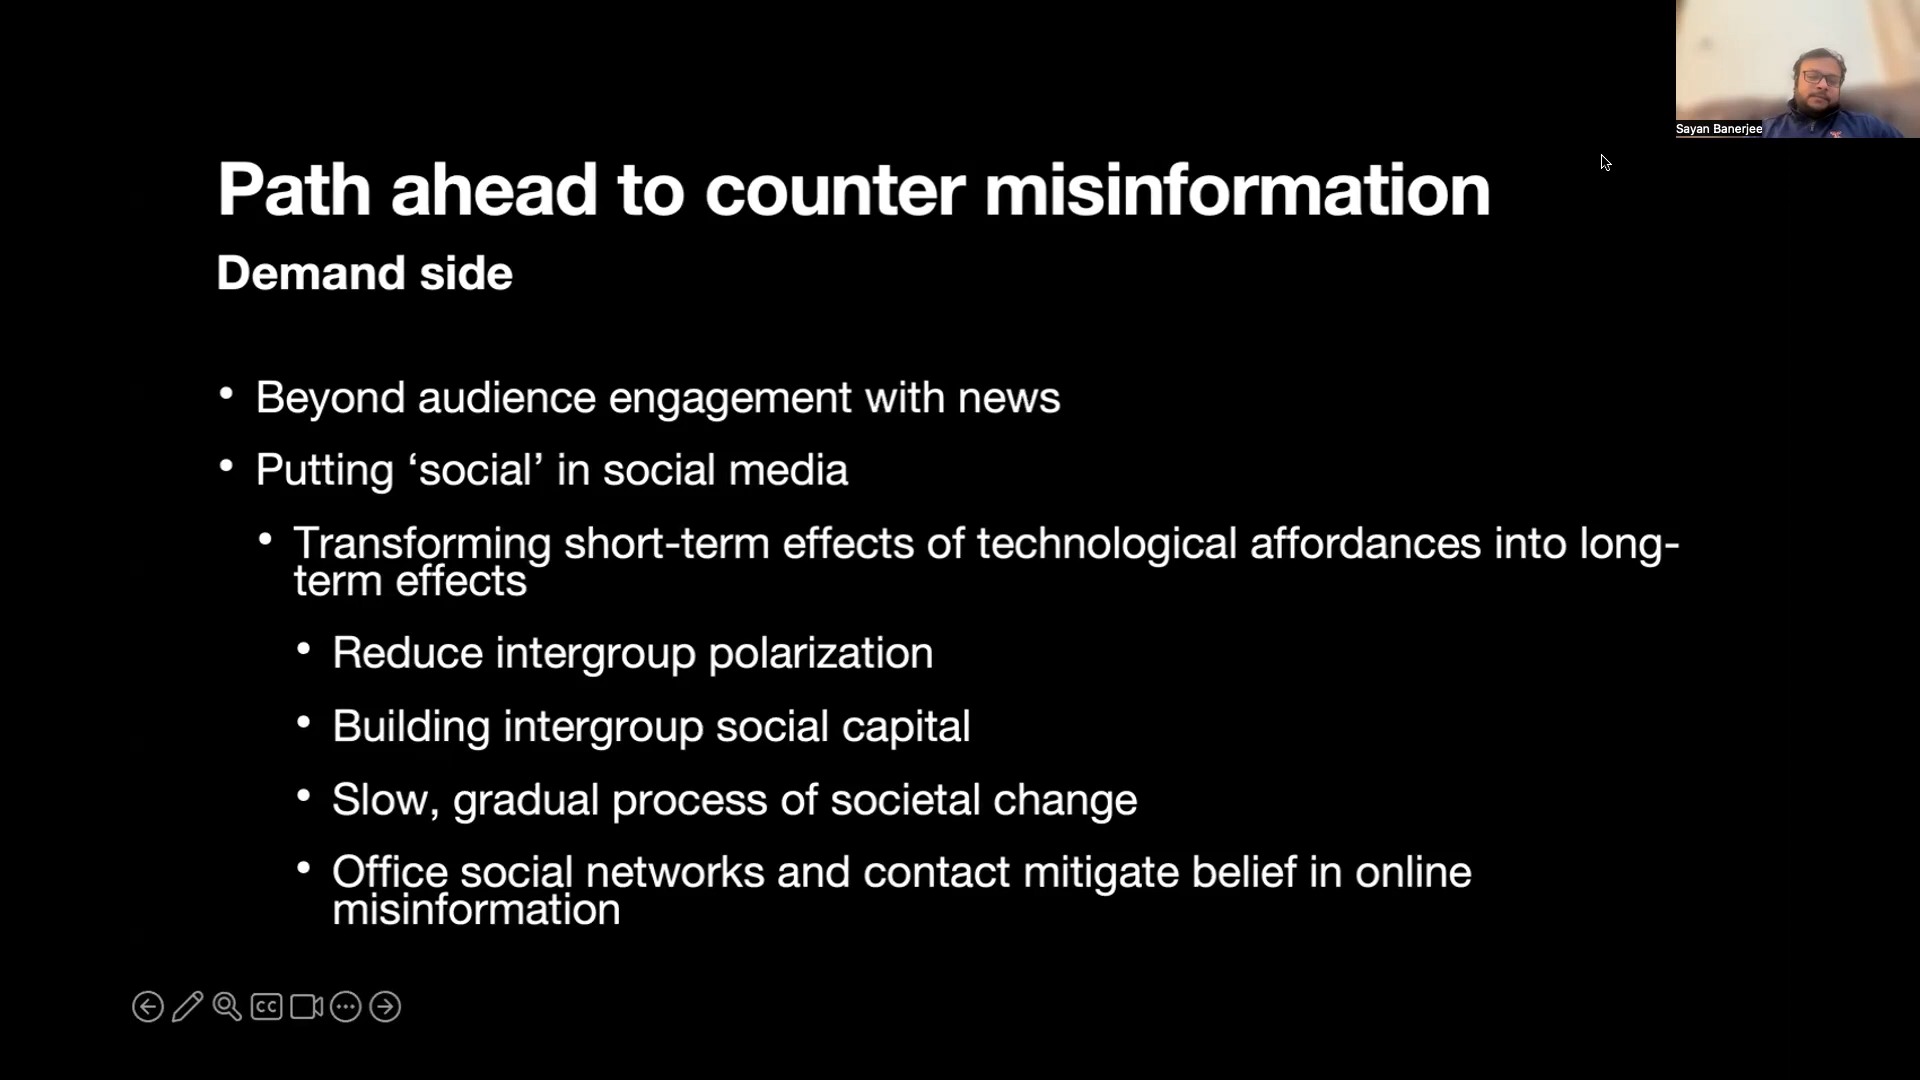 Sayan Banerjee
Path ahead to counter misinformation
Demand side
• Beyond audience engagement with news
• Putting ‘social’ in social media
• Transforming short-term effects of technological affordances into long-
term effects
• Reduce intergroup polarization
• Building intergroup social capital
• Slow, gradual process of societal change
• Office social networks and contact mitigate belief in online
misinformation
CC